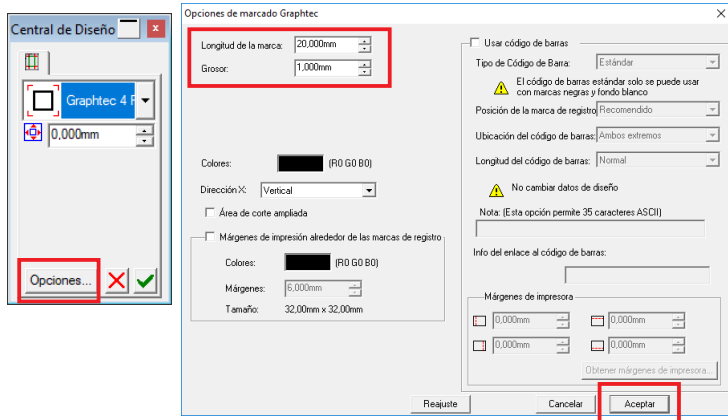 Central de Diseño
Graphtec 4 P
0,000mm
Opciones...
Opciones de marcado Graphtec
Longitud de la marca: 20,000mm
Grosor: 1,000mm
Colores: (R0 G0 B0)
Dirección X: Vertical
Área de corte ampliada
Márgenes de impresión alrededor de las marcas de registro
Colores: (R0 G0 B0)
Márgenes: 6,000mm
Tamaño: 32,00mm x 32,00mm
Usar código de barras
Tipo de Código de Barra: Estándar
El código de barras estándar solo se puede usar
con marcas negras y fondo blanco
Posición de la marca de registro Recomendido
Ubicación del código de barras: Ambos extremos
Longitud del código de barras: Normal
No cambiar datos de diseño
Nota: (Esta opción permite 35 caracteres ASCII)
Info del enlace al código de barras:
Márgenes de impresora
0,000mm 0,000mm
0,000mm 0,000mm
Obtener márgenes de impresora...
Reajuste Cancelar Aceptar